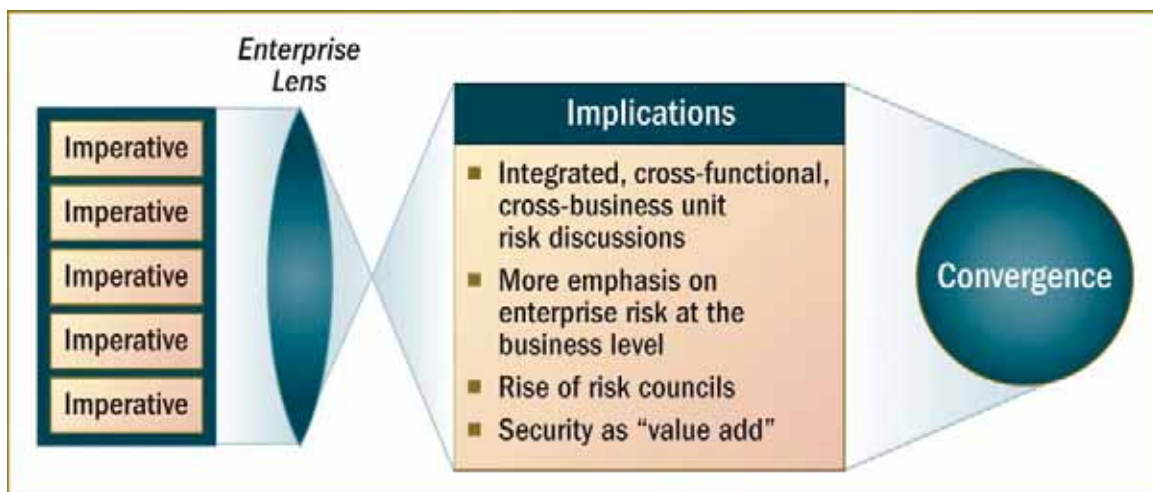 Enterprise
Lens
Imperative
Imperative
Imperative
Imperative
Imperative
Implications
■ Integrated, cross-functional,
cross-business unit
risk discussions
■ More emphasis on
enterprise risk at the
business level
■ Rise of risk councils
■ Security as “value add”
Convergence